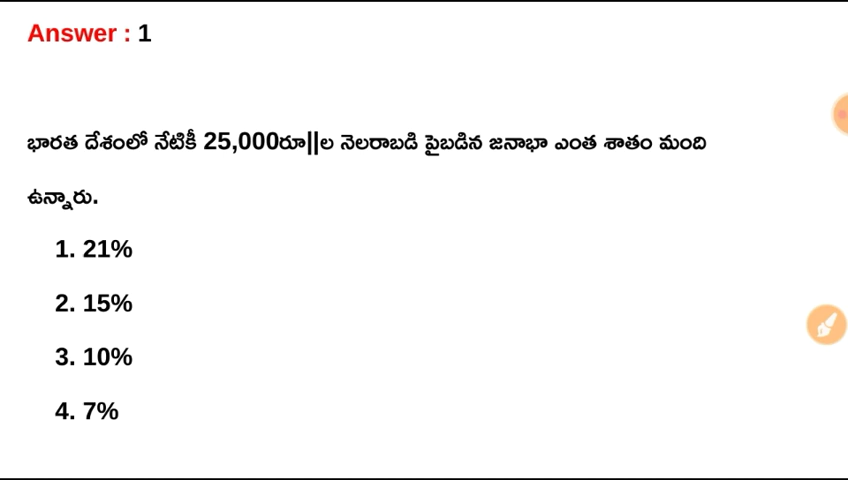 Answer : 1
భారత దేశంలో నేటికీ 25,000రూ||ల నెలరాబడి పైబడిన జనాభా ఎంత శాతం మంది
ఉన్నారు.
1. 21%
2. 15%
3. 10%
4. 7%